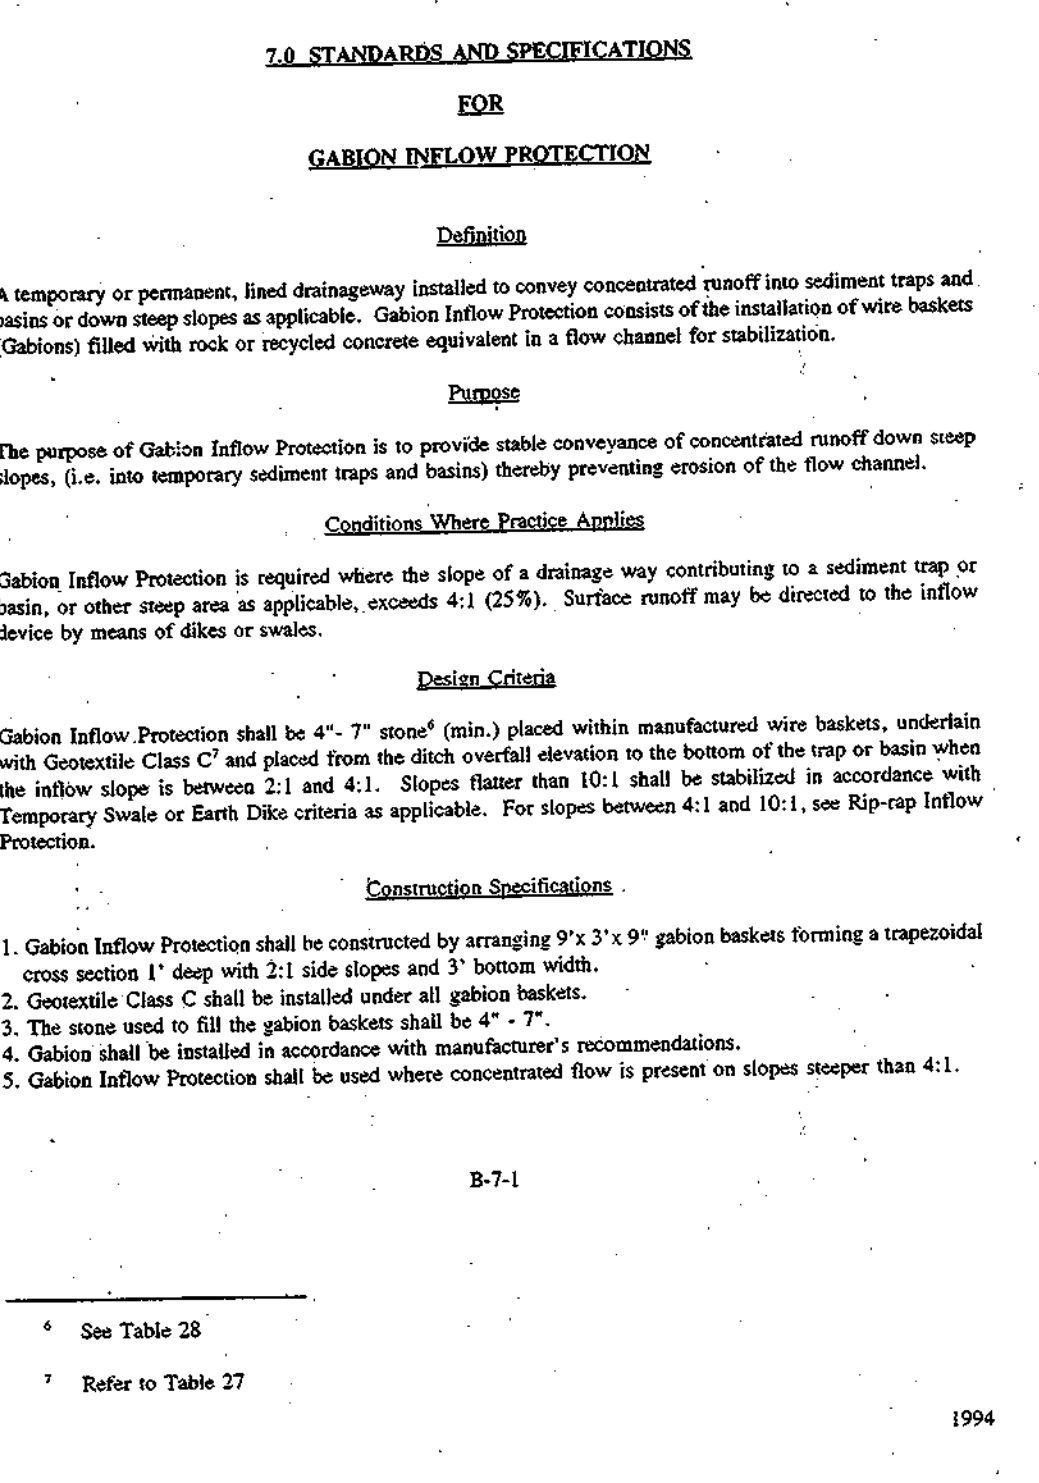 7.0 STANDARDS AND SPECIFICATIONS
FOR
GABION INFLOW PROTECTION
Definition
A temporary or permanent, lined drainageway installed to convey concentrated runoff into sediment traps and
basins or down steep slopes as applicable. Gabion Inflow Protection consists of the installation of wire baskets
(Gabions) filled with rock or recycled concrete equivalent in a flow channel for stabilization.
Purpose
The purpose of Gabion Inflow Protection is to provide stable conveyance of concentrated runoff down steep
slopes, (i.e. into temporary sediment traps and basins) thereby preventing erosion of the flow channel.
Conditions Where Practice Applies
Gabion Inflow Protection is required where the slope of a drainage way contributing to a sediment trap or
basin, or other steep area as applicable, exceeds 4:1 (25%). Surface runoff may be directed to the inflow
device by means of dikes or swales.
Design Criteria
Gabion Inflow Protection shall be 4"- 7" stone⁶ (min.) placed within manufactured wire baskets, underlain
with Geotextile Class C⁷ and placed from the ditch overfall elevation to the bottom of the trap or basin when
the inflow slope is between 2:1 and 4:1. Slopes flatter than 10:1 shall be stabilized in accordance with
Temporary Swale or Earth Dike criteria as applicable. For slopes between 4:1 and 10:1, see Rip-rap Inflow
Protection.
Construction Specifications
1. Gabion Inflow Protection shall be constructed by arranging 9'x 3'x 9" gabion baskets forming a trapezoidal
cross section 1' deep with 2:1 side slopes and 3' bottom width.
2. Geotextile Class C shall be installed under all gabion baskets.
3. The stone used to fill the gabion baskets shall be 4" - 7".
4. Gabion shall be installed in accordance with manufacturer's recommendations.
5. Gabion Inflow Protection shall be used where concentrated flow is present on slopes steeper than 4:1.
B-7-1
⁶ See Table 28
⁷ Refer to Table 27
1994